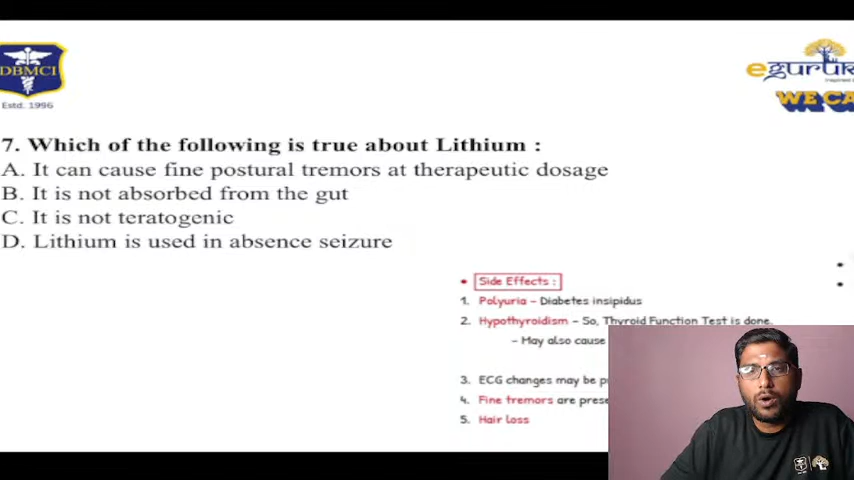 DBMCI
Estd. 1996
eGuruk
WE CA
7. Which of the following is true about Lithium :
A. It can cause fine postural tremors at therapeutic dosage
B. It is not absorbed from the gut
C. It is not teratogenic
D. Lithium is used in absence seizure
• Side Effects :
1. Polyuria – Diabetes insipidus
2. Hypothyroidism – So, Thyroid Function Test is done.
– May also cause
3. ECG changes may be p
4. Fine tremors are prese
5. Hair loss